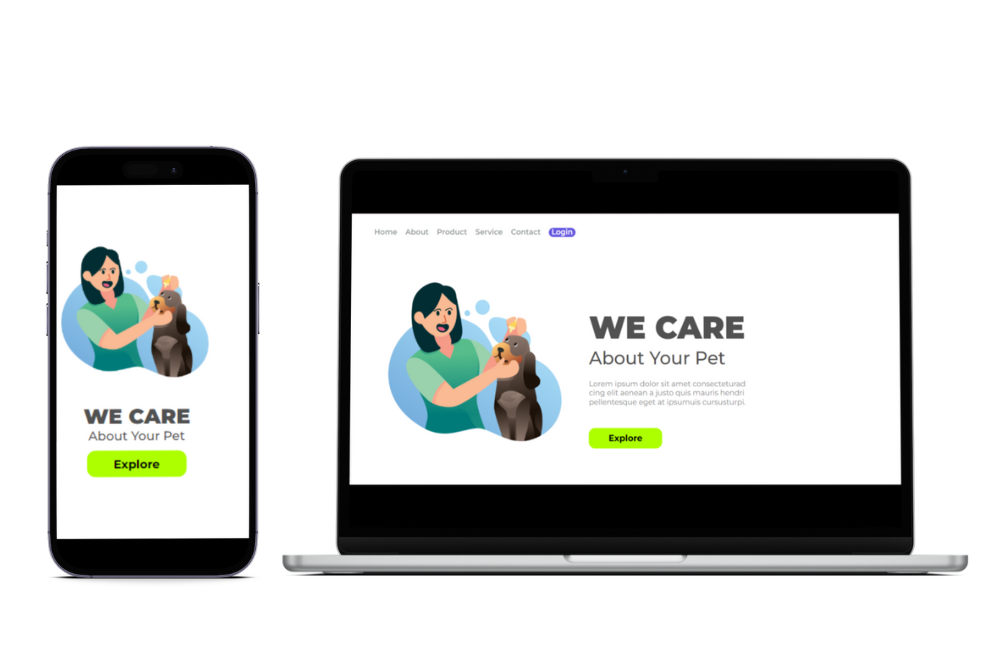 WE CARE
About Your Pet
Explore
Home About Product Service Contact Login
WE CARE
About Your Pet
Lorem ipsum dolor sit amet consecteturad
cing elit aenean a justo quis mauris hendri
pellentesque eget at ipsumuis cursusturpi.
Explore